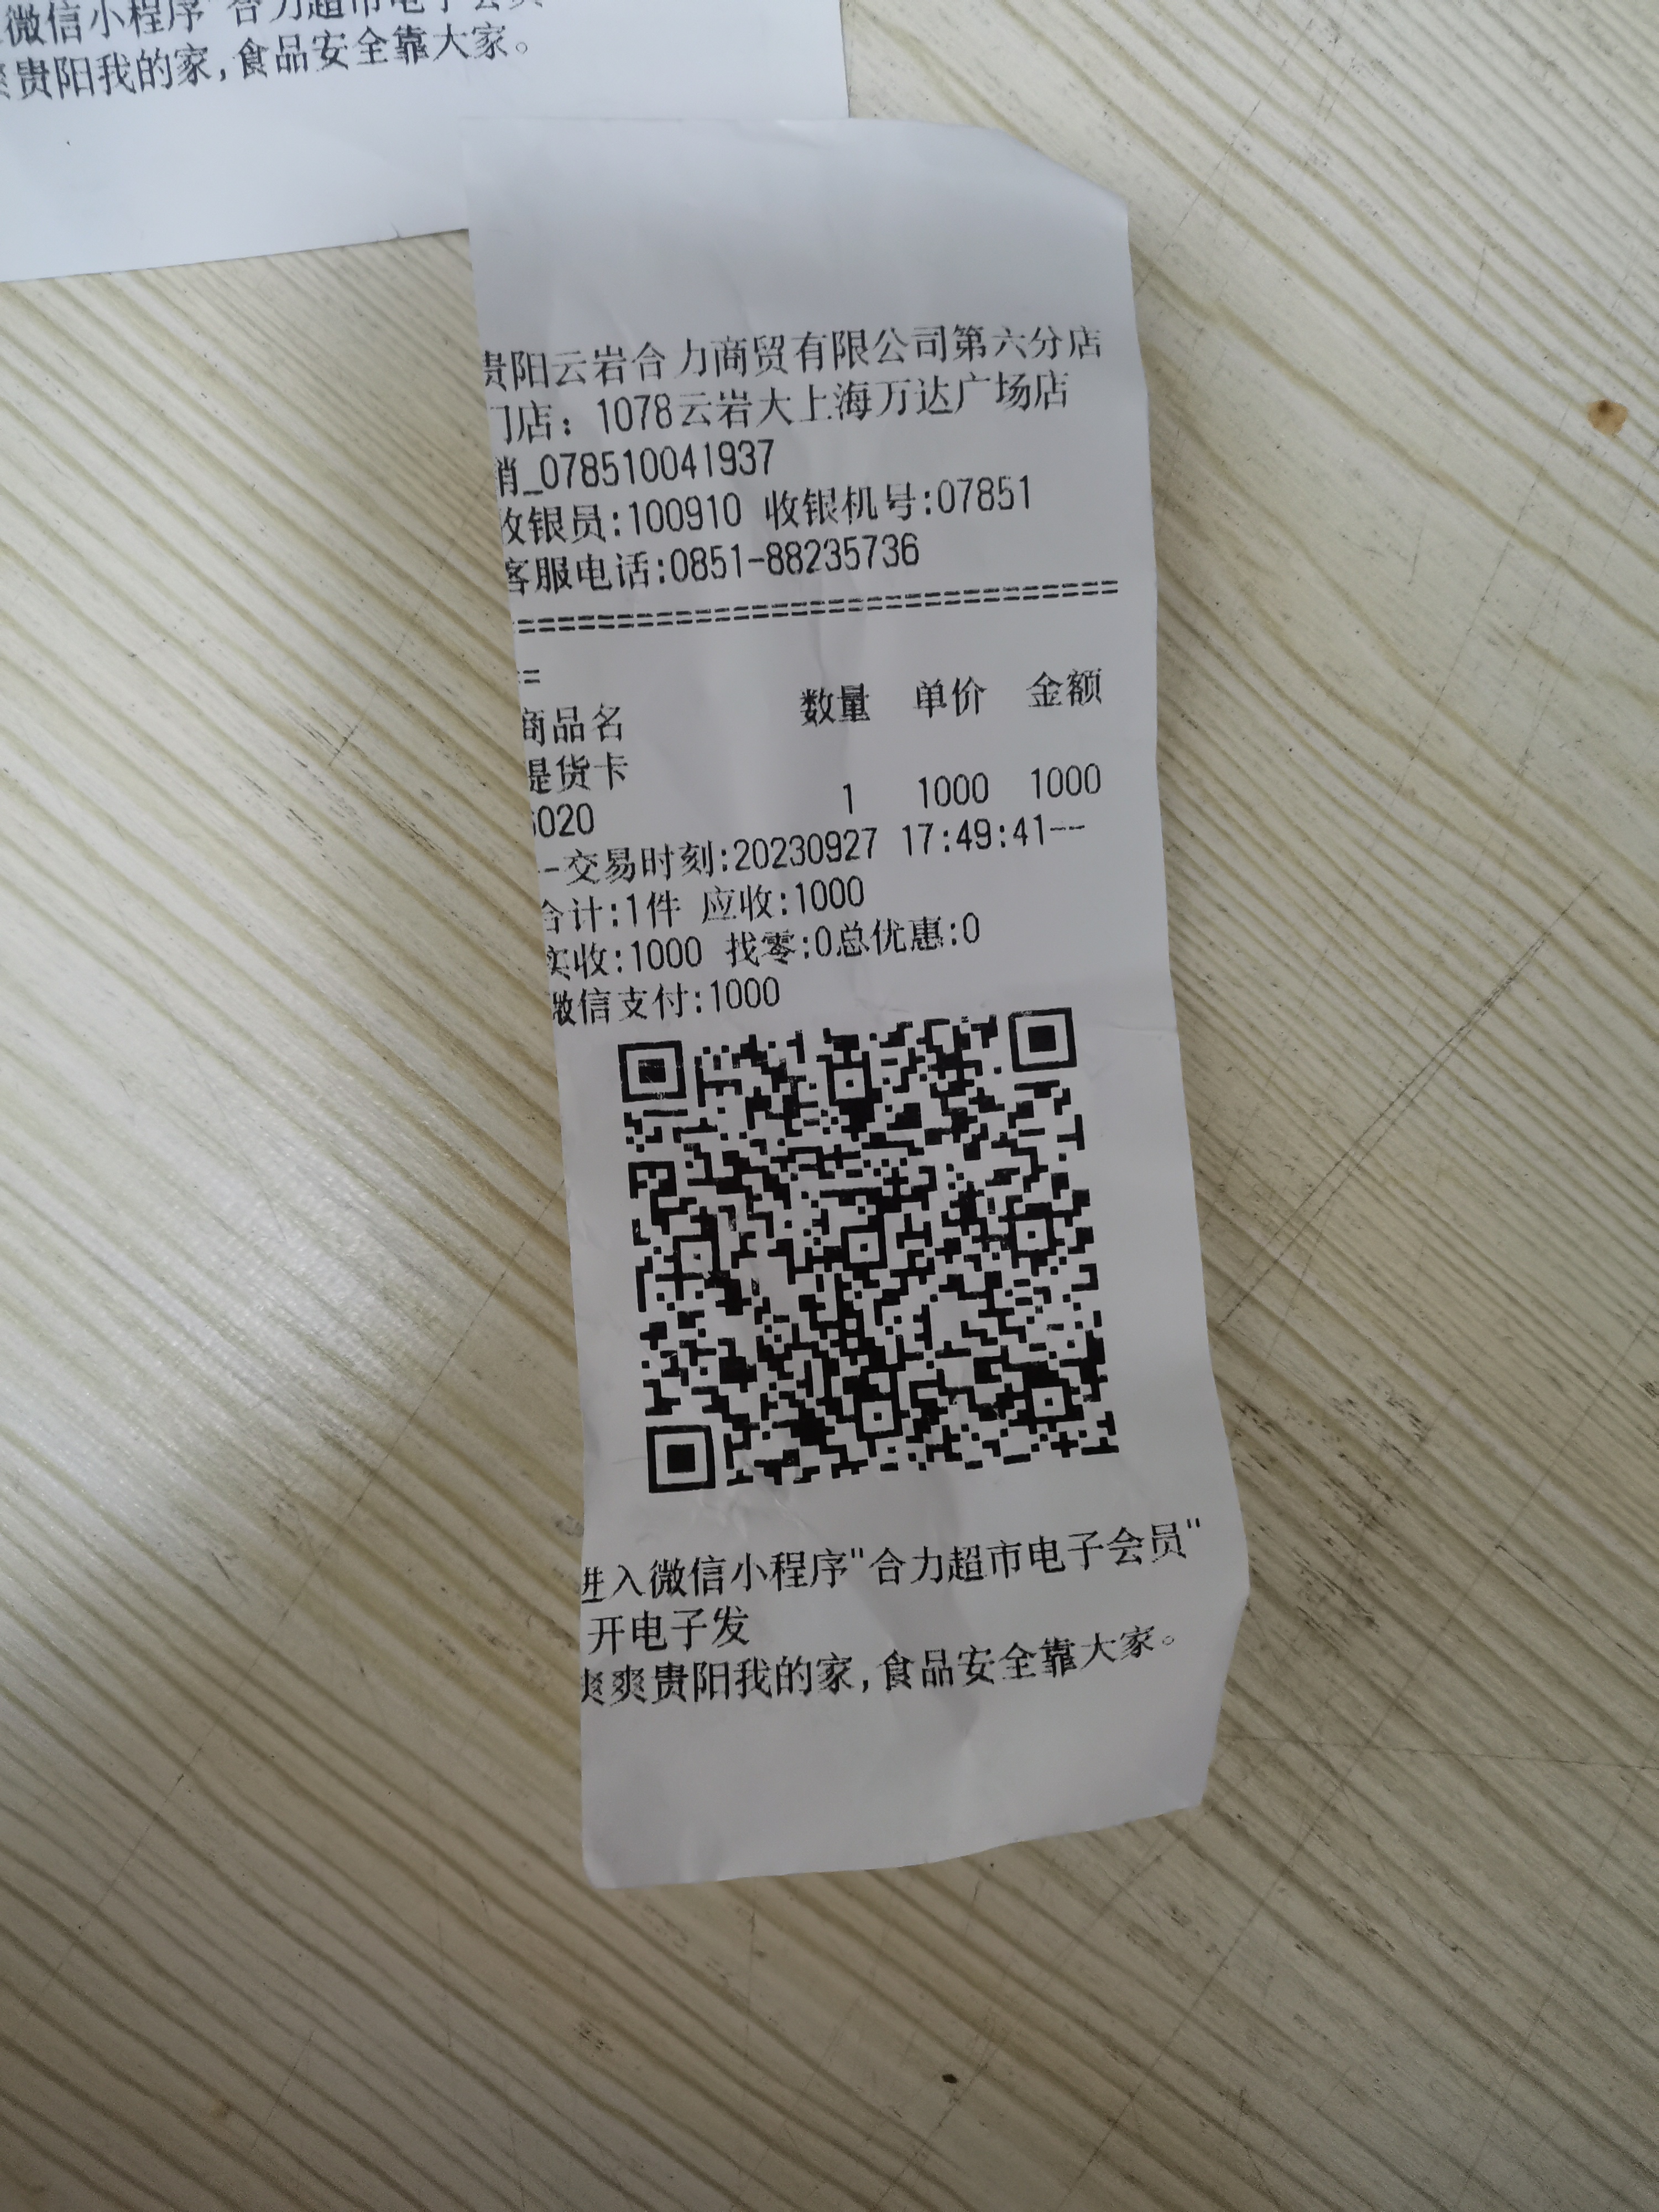 微信小程序"合力超市电子会员
爽贵阳我的家,食品安全靠大家。
贵阳云岩合力商贸有限公司第六分店
门店：1078云岩大上海万达广场店
销_078510041937
收银员:100910 收银机号:07851
客服电话:0851-88235736
==============================
==
商品名 数量 单价 金额
提货卡
6020 1 1000 1000
--交易时刻:20230927 17:49:41--
合计:1件 应收:1000
实收:1000 找零:0总优惠:0
微信支付:1000
进入微信小程序"合力超市电子会员"
开电子发
爽爽贵阳我的家,食品安全靠大家。